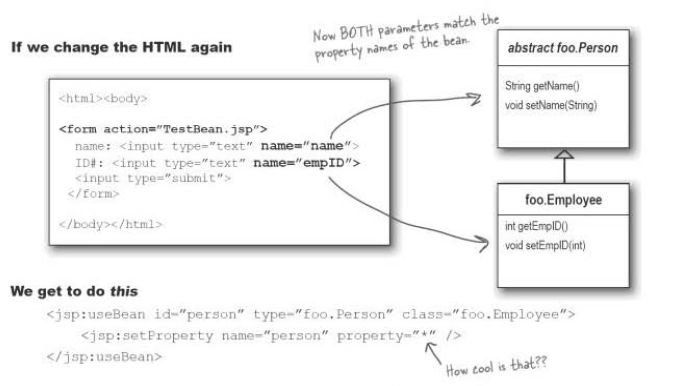 Now BOTH parameters match the
property names of the bean.
If we change the HTML again
<html><body>
<form action="TestBean.jsp">
name: <input type="text" name="name">
ID#: <input type="text" name="empID">
<input type="submit">
</form>
</body></html>
abstract foo.Person
String getName()
void setName(String)
foo.Employee
int getEmpID()
void setEmpID(int)
We get to do this
<jsp:useBean id="person" type="foo.Person" class="foo.Employee">
<jsp:setProperty name="person" property="*" />
</jsp:useBean>
How cool is that??